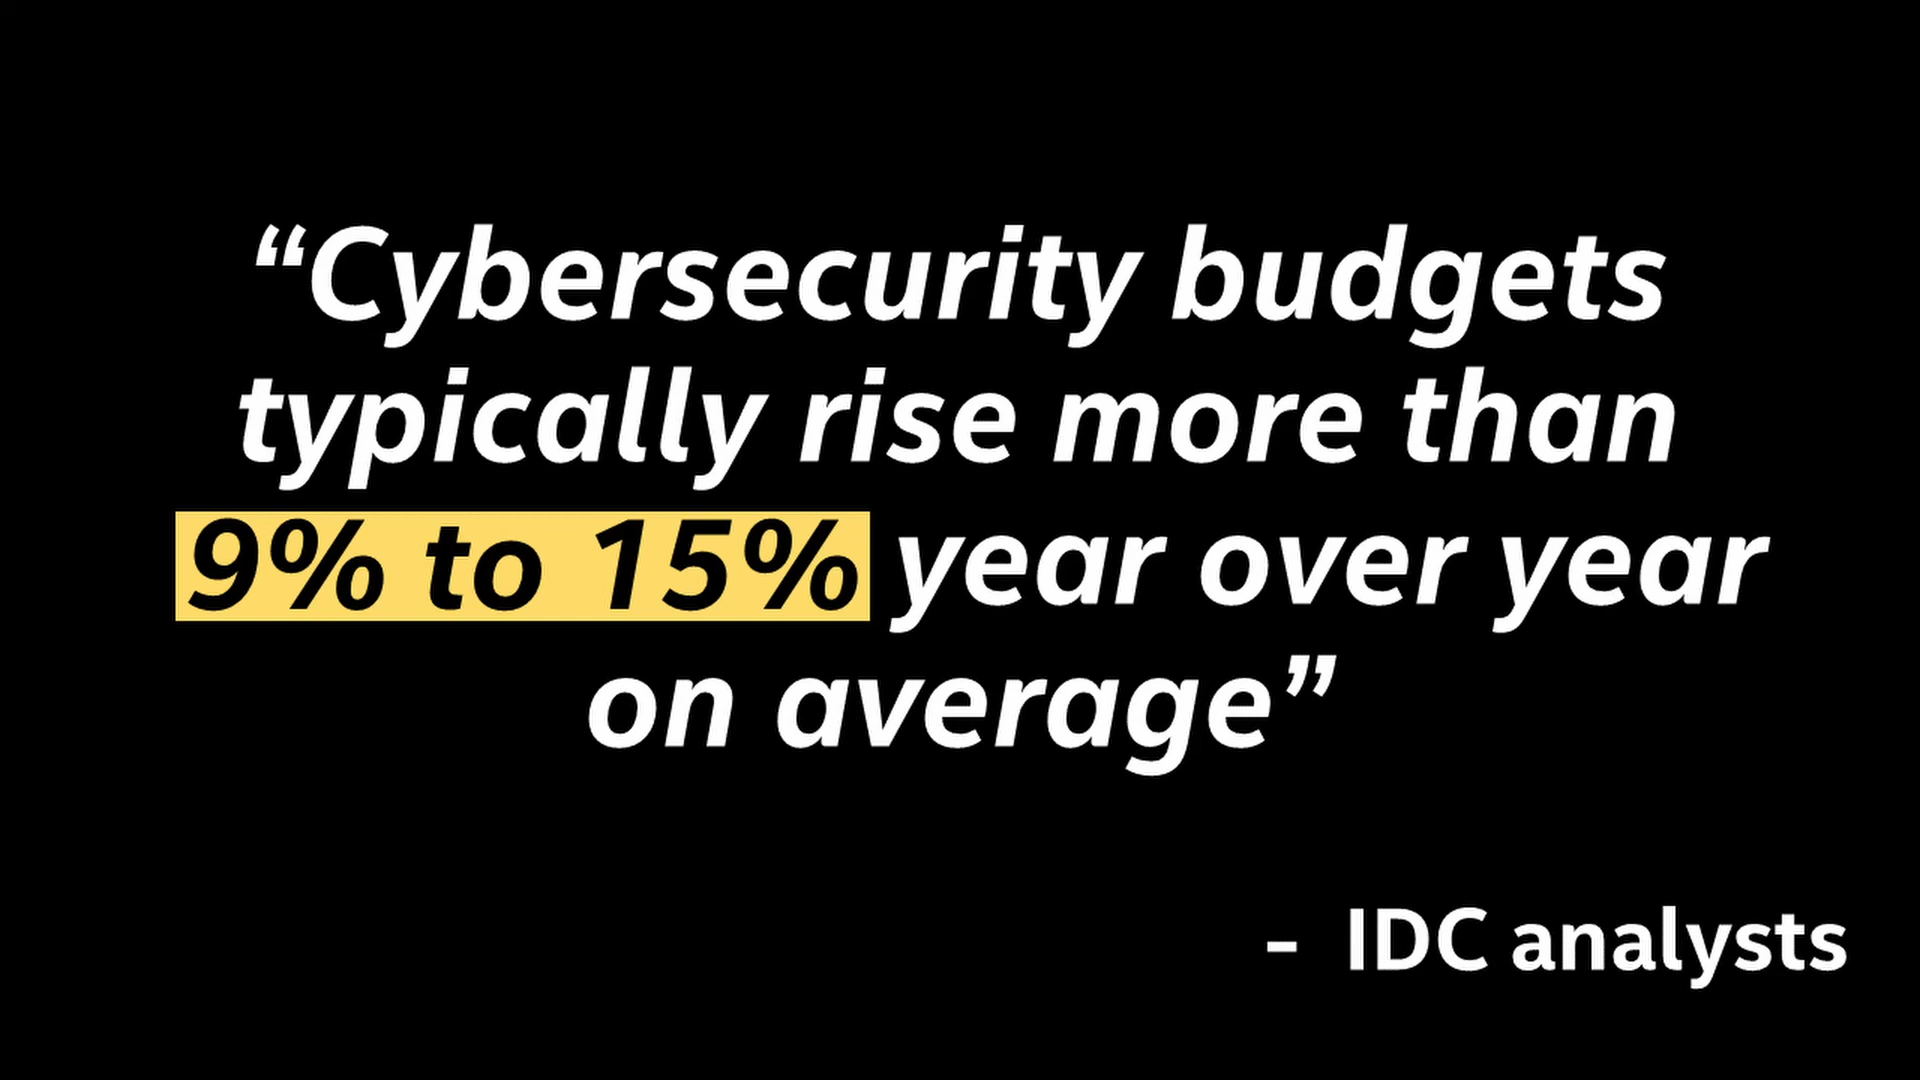 “Cybersecurity budgets
typically rise more than
9% to 15% year over year
on average”
- IDC analysts